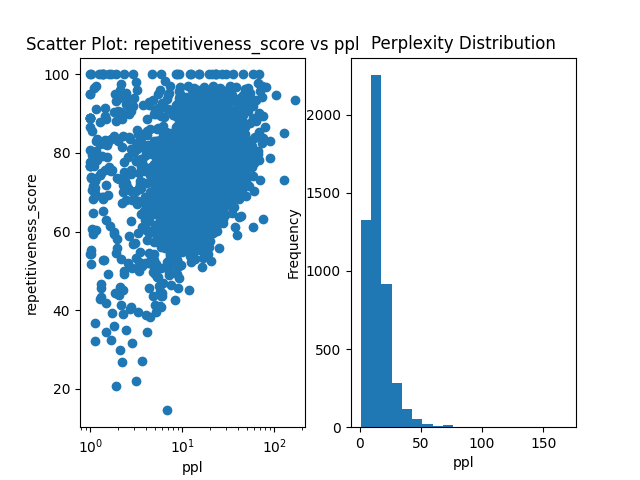 Scatter Plot: repetitiveness_score vs ppl
Perplexity Distribution
100
80
60
40
20
repetitiveness_score
10⁰
10¹
10²
ppl
2000
1500
1000
500
0
Frequency
0
50
100
150
ppl